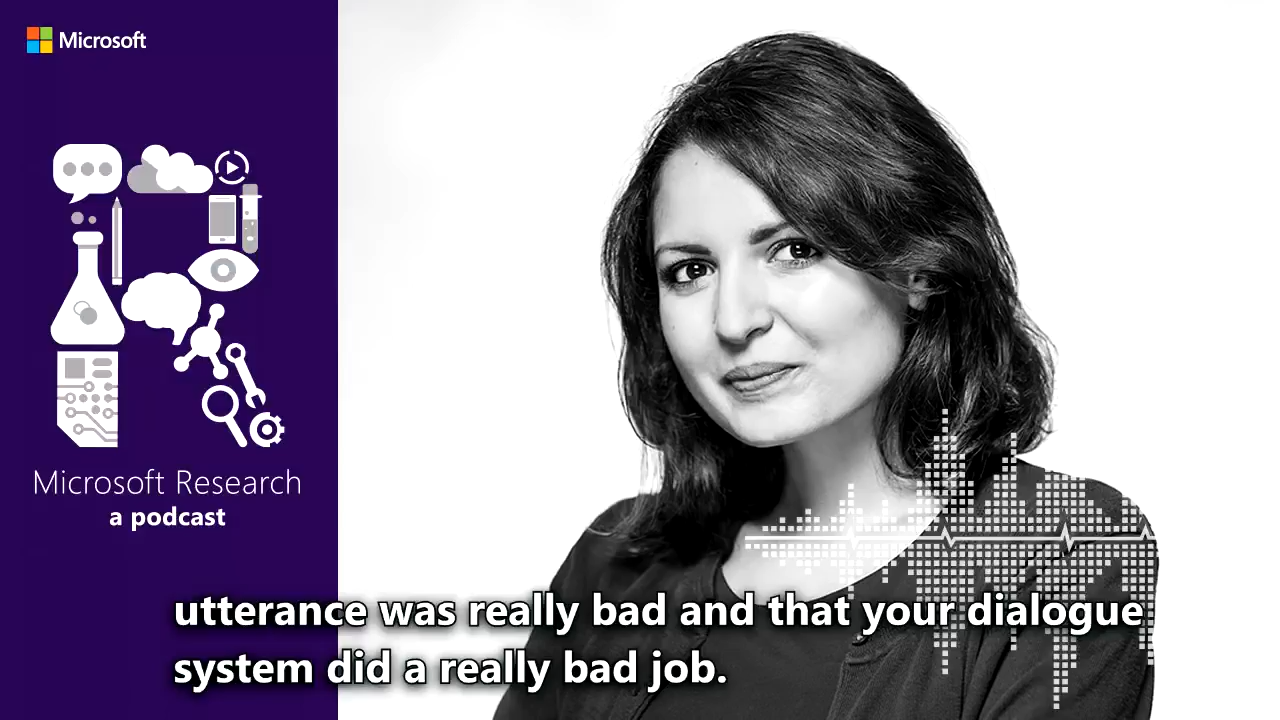 Microsoft
Microsoft Research
a podcast
utterance was really bad and that your dialogue
system did a really bad job.